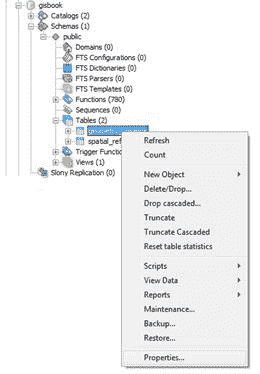 gisbook
Catalogs (2)
Schemas (1)
public
Domains (0)
FTS Configurations (0)
FTS Dictionaries (0)
FTS Parsers (0)
FTS Templates (0)
Functions (780)
Sequences (0)
Tables (2)
spatial_ref
Trigger Func
Views (1)
Slony Replication (0)
Refresh
Count
New Object
Delete/Drop...
Drop cascaded...
Truncate
Truncate Cascaded
Reset table statistics
Scripts
View Data
Reports
Maintenance...
Backup...
Restore...
Properties...